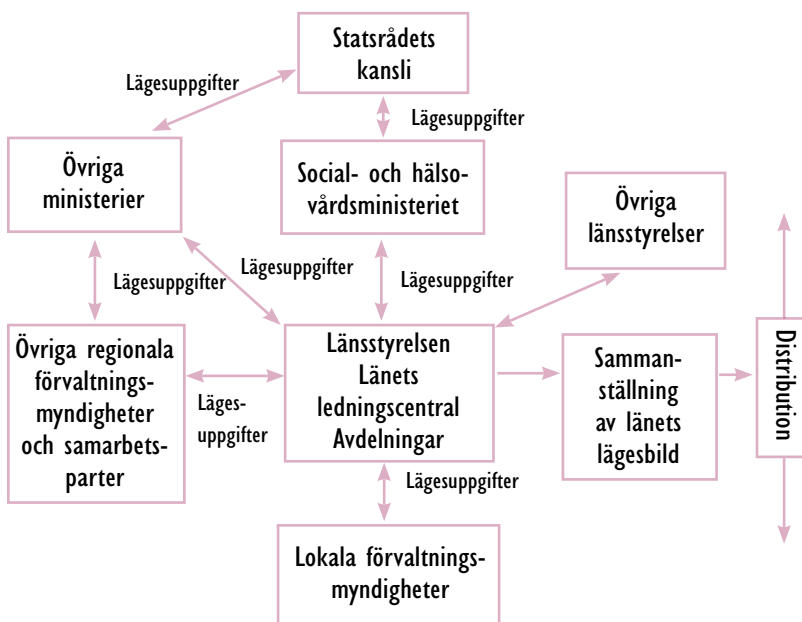 Statsrådets
kansli
Lägesuppgifter
Lägesuppgifter
Övriga
ministerier
Social- och hälso-
vårdsministeriet
Övriga
länsstyrelser
Lägesuppgifter
Lägesuppgifter
Lägesuppgifter
Övriga regionala
förvaltnings-
myndigheter
och samarbets-
parter
Läges-
uppgifter
Länsstyrelsen
Länets
ledningscentral
Avdelningar
Samman-
ställning
av länets
lägesbild
Distribution
Lägesuppgifter
Lokala förvaltnings-
myndigheter